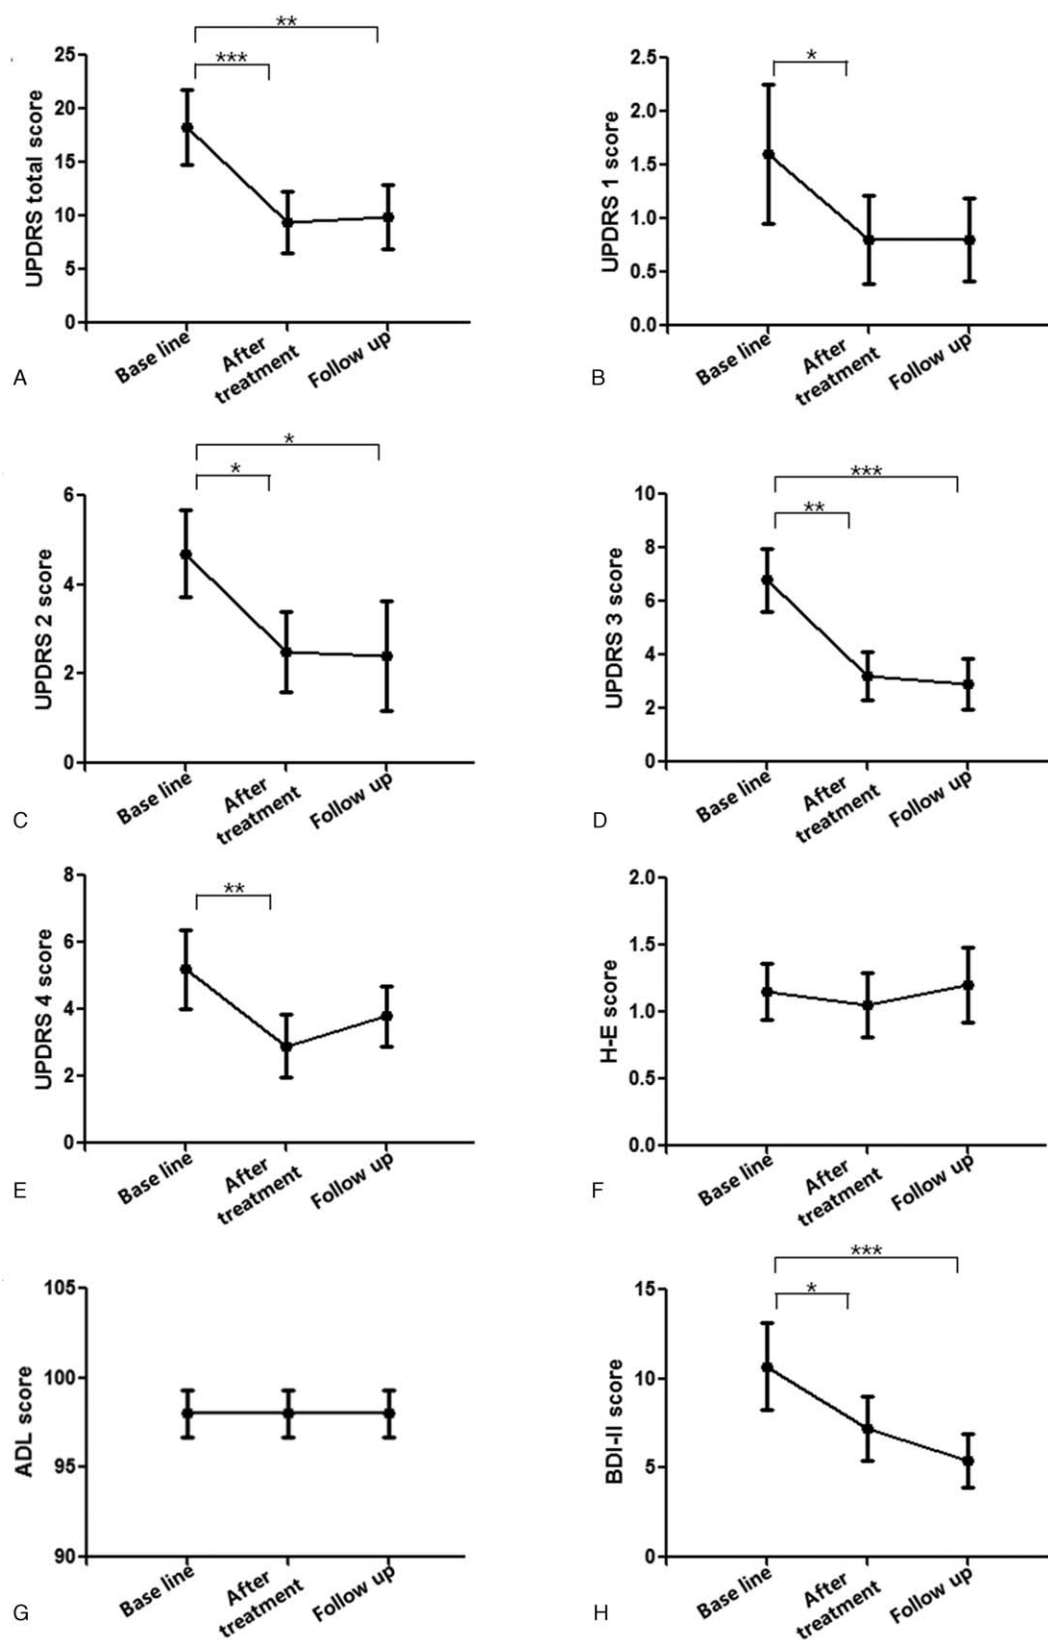 **
***
25
20
15
10
5
0
UPDRS total score
Base line
After
treatment
Follow up
A
*
2.5
2.0
1.5
1.0
0.5
0.0
UPDRS 1 score
Base line
After
treatment
Follow up
B
*
*
6
4
2
0
UPDRS 2 score
Base line
After
treatment
Follow up
C
***
**
10
8
6
4
2
0
UPDRS 3 score
Base line
After
treatment
Follow up
D
**
8
6
4
2
0
UPDRS 4 score
Base line
After
treatment
Follow up
E
2.0
1.5
1.0
0.5
0.0
H-E score
Base line
After
treatment
Follow up
F
105
100
95
90
ADL score
Base line
After
treatment
Follow up
G
***
*
15
10
5
0
BDI-II score
Base line
After
treatment
Follow up
H